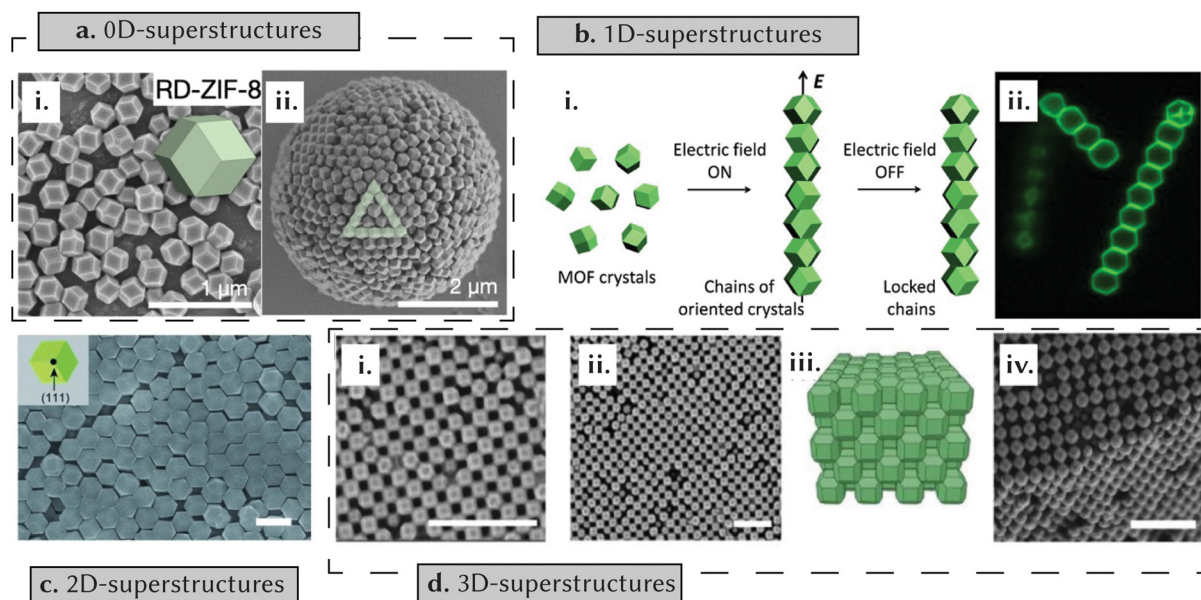 a. 0D-superstructures
i.
RD-ZIF-8
1 μm
ii.
2 μm
b. 1D-superstructures
i.
MOF crystals
Electric field
ON
E
Chains of
oriented crystals
Electric field
OFF
Locked
chains
ii.
(111)
c. 2D-superstructures
i.
ii.
iii.
iv.
d. 3D-superstructures